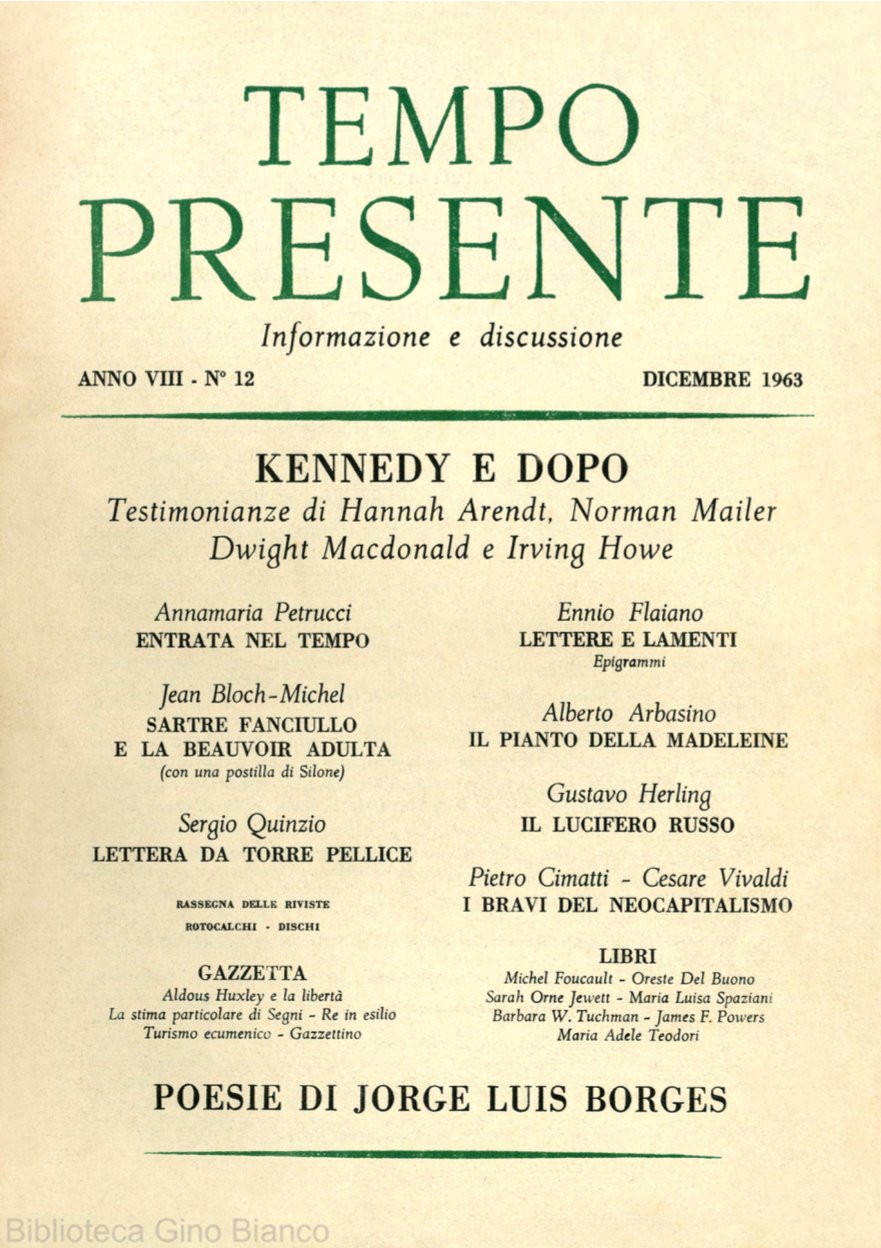 TEMPO
PRESENTE
Informazione e discussione
ANNO VIII - N° 12
DICEMBRE 1963
KENNEDY E DOPO
Testimonianze di Hannah Arendt, Norman Mailer
Dwight Macdonald e Irving Howe
Annamaria Petrucci
ENTRATA NEL TEMPO
Jean Bloch-Michel
SARTRE FANCIULLO
E LA BEAUVOIR ADULTA
(con una postilla di Silone)
Sergio Quinzio
LETTERA DA TORRE PELLICE
RASSEGNA DELLE RIVISTE
ROTOCALCHI - DISCHI
GAZZETTA
Aldous Huxley e la libertà
La stima particolare di Segni - Re in esilio
Turismo ecumenico - Gazzettino
Ennio Flaiano
LETTERE E LAMENTI
Epigrammi
Alberto Arbasino
IL PIANTO DELLA MADELEINE
Gustavo Herling
IL LUCIFERO RUSSO
Pietro Cimatti - Cesare Vivaldi
I BRAVI DEL NEOCAPITALISMO
LIBRI
Michel Foucault - Oreste Del Buono
Sarah Orne Jewett - Maria Luisa Spaziani
Barbara W. Tuchman - James F. Powers
Maria Adele Teodori
POESIE DI JORGE LUIS BORGES
Biblioteca Gino Bianco